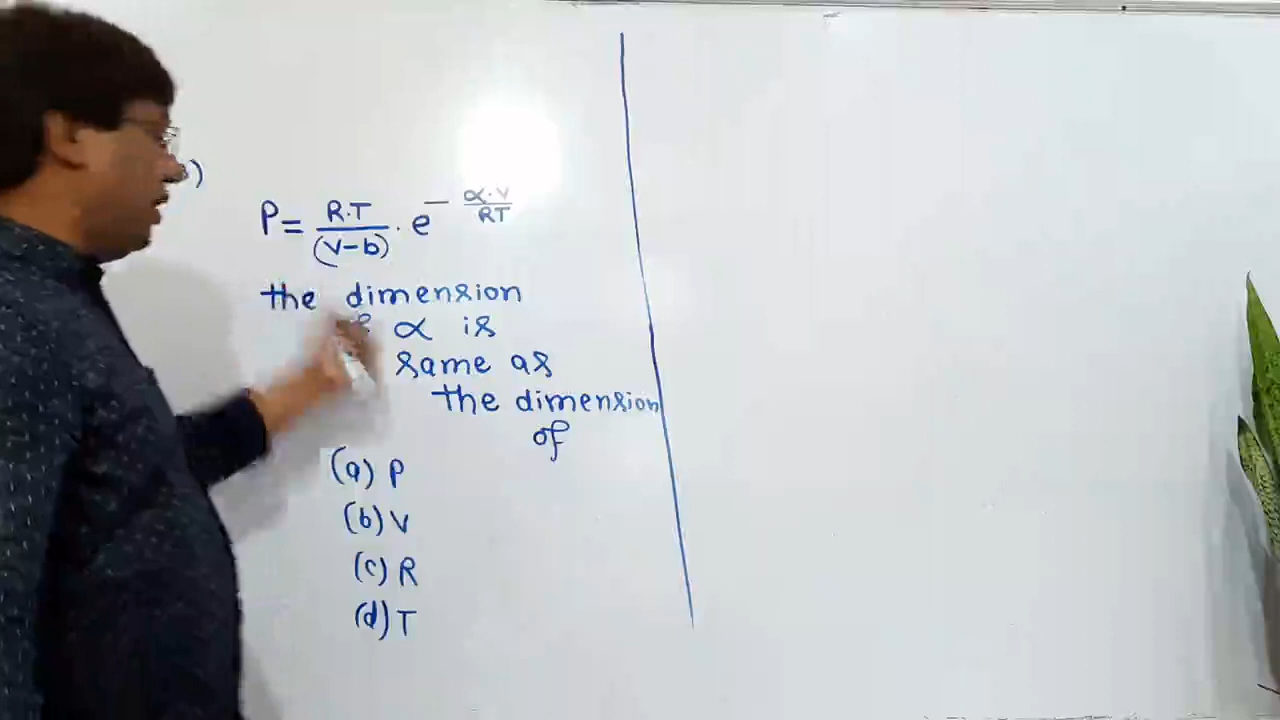 P = R.T / (V-b) . e^- α.V / RT
the dimension
α is
same as
the dimension
of
(a) P
(b) V
(c) R
(d) T